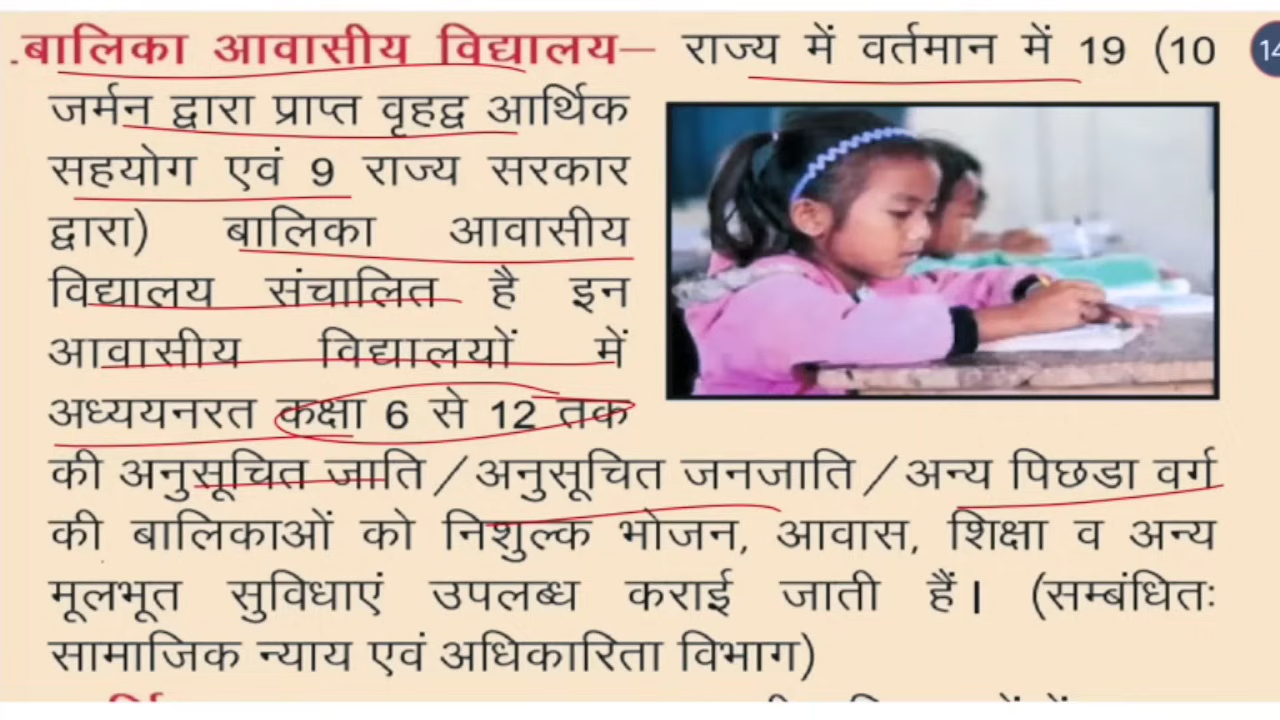 .बालिका आवासीय विद्यालय– राज्य में वर्तमान में 19 (10
14
जर्मन द्वारा प्राप्त वृहद्व आर्थिक
सहयोग एवं 9 राज्य सरकार
द्वारा) बालिका आवासीय
विद्यालय संचालित है इन
आवासीय विद्यालयों में
अध्ययनरत कक्षा 6 से 12 तक
की अनुसूचित जाति/अनुसूचित जनजाति/अन्य पिछडा वर्ग
की बालिकाओं को निशुल्क भोजन, आवास, शिक्षा व अन्य
मूलभूत सुविधाएं उपलब्ध कराई जाती हैं। (सम्बंधितः
सामाजिक न्याय एवं अधिकारिता विभाग)